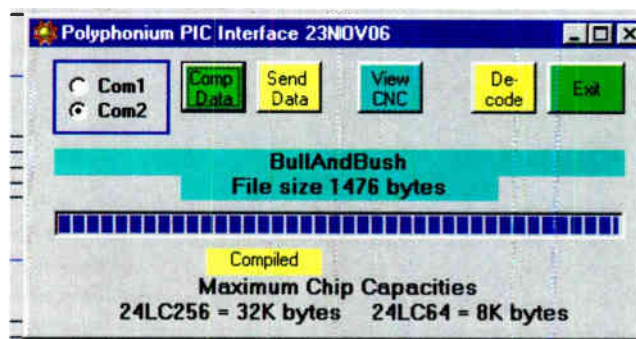 Polyphonium PIC Interface 23NOV06
Com1
Com2
Comp Data
Send Data
View CNC
De-code
Exit
BullAndBush
File size 1476 bytes
Compiled
Maximum Chip Capacities
24LC256 = 32K bytes 24LC64 = 8K bytes